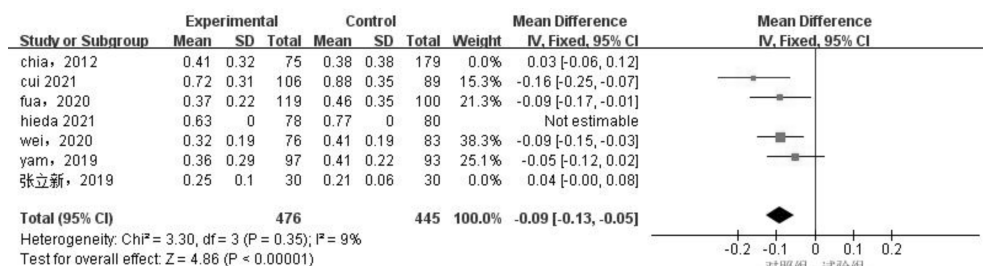 Experimental Control Mean Difference Mean Difference
Study or Subgroup Mean SD Total Mean SD Total Weight IV, Fixed, 95% CI IV, Fixed, 95% CI
chia，2012 0.41 0.32 75 0.38 0.38 179 0.0% 0.03 [-0.06, 0.12]
cui 2021 0.72 0.31 106 0.88 0.35 89 15.3% -0.16 [-0.25, -0.07]
fua，2020 0.37 0.22 119 0.46 0.35 100 21.3% -0.09 [-0.17, -0.01]
hieda 2021 0.63 0 78 0.77 0 80 Not estimable
wei，2020 0.32 0.19 76 0.41 0.19 83 38.3% -0.09 [-0.15, -0.03]
yam，2019 0.36 0.29 97 0.41 0.22 93 25.1% -0.05 [-0.12, 0.02]
张立新，2019 0.25 0.1 30 0.21 0.06 30 0.0% 0.04 [-0.00, 0.08]
Total (95% CI) 476 445 100.0% -0.09 [-0.13, -0.05]
Heterogeneity: Chi² = 3.30, df = 3 (P = 0.35); I² = 9%
Test for overall effect: Z = 4.86 (P < 0.00001)
-0.2 -0.1 0 0.1 0.2